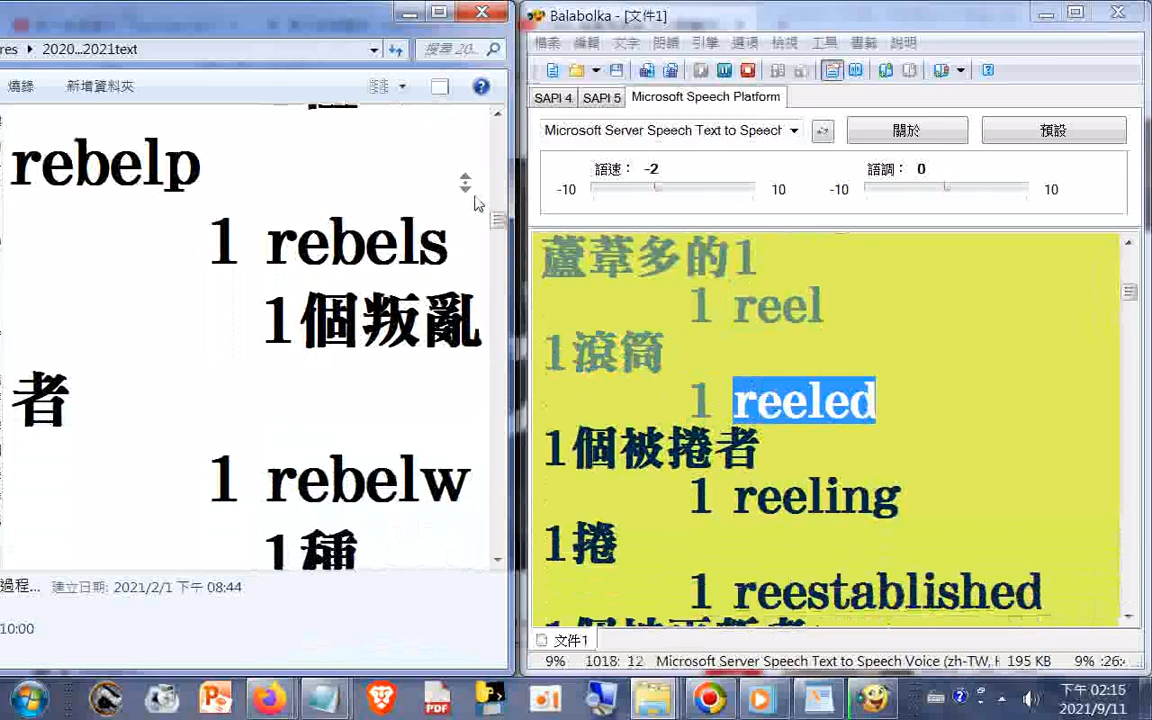 res ▸ 2020...2021text
搜尋 20...
燒錄 新增資料夾
rebelp
1 rebels
1個叛亂
者
1 rebelw
1種
過程... 建立日期: 2021/2/1 下午 08:44
10:00
Balabolka - [文件1]
檔案 編輯 文字 閱讀 引擎 選項 檢視 工具 書籤 說明
SAPI 4 SAPI 5 Microsoft Speech Platform
Microsoft Server Speech Text to Speech 關於 預設
語速： -2 語調： 0
-10 10 -10 10
蘆葦多的1
1 reel
1滾筒
1 reeled
1個被捲者
1 reeling
1捲
1 reestablished
文件1
9% 1018: 12 Microsoft Server Speech Text to Speech Voice (zh-TW, 195 KB 9% :26
下午 02:15
2021/9/11